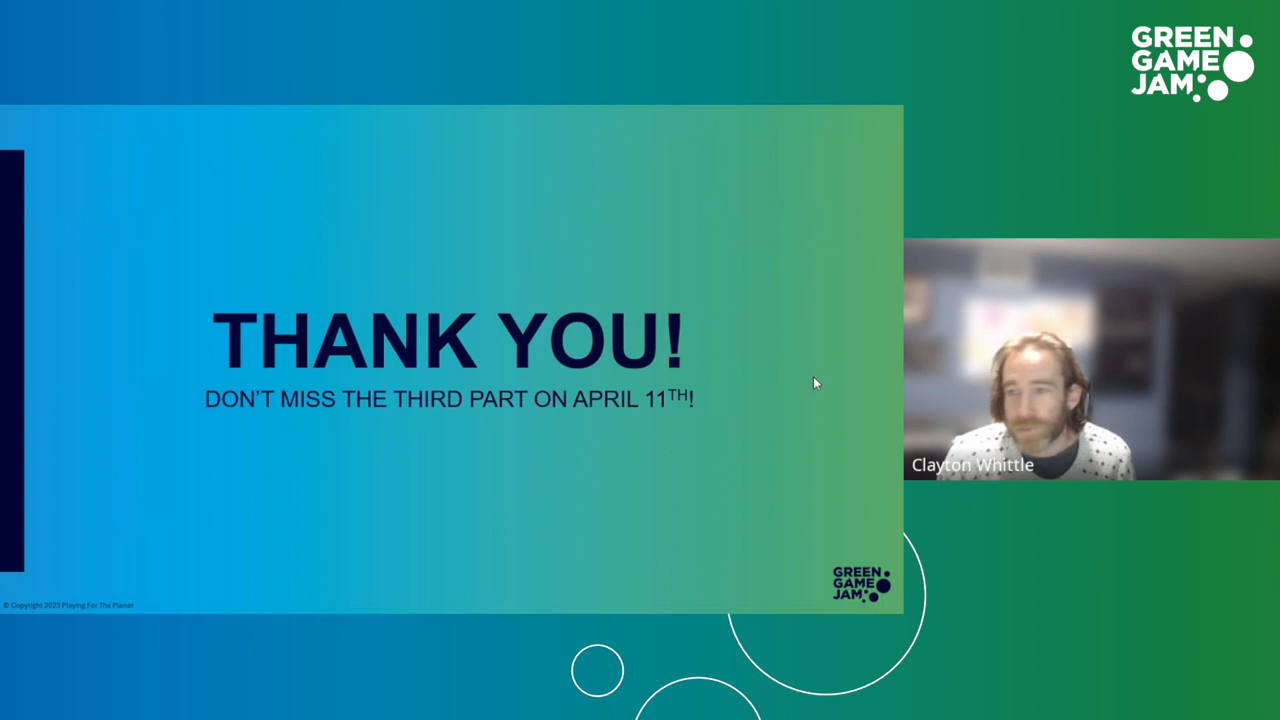 GREEN
GAME
JAM
THANK YOU!
DON'T MISS THE THIRD PART ON APRIL 11TH!
Clayton Whittle
GREEN
GAME
JAM
© Copyright 2023 Playing For The Planet